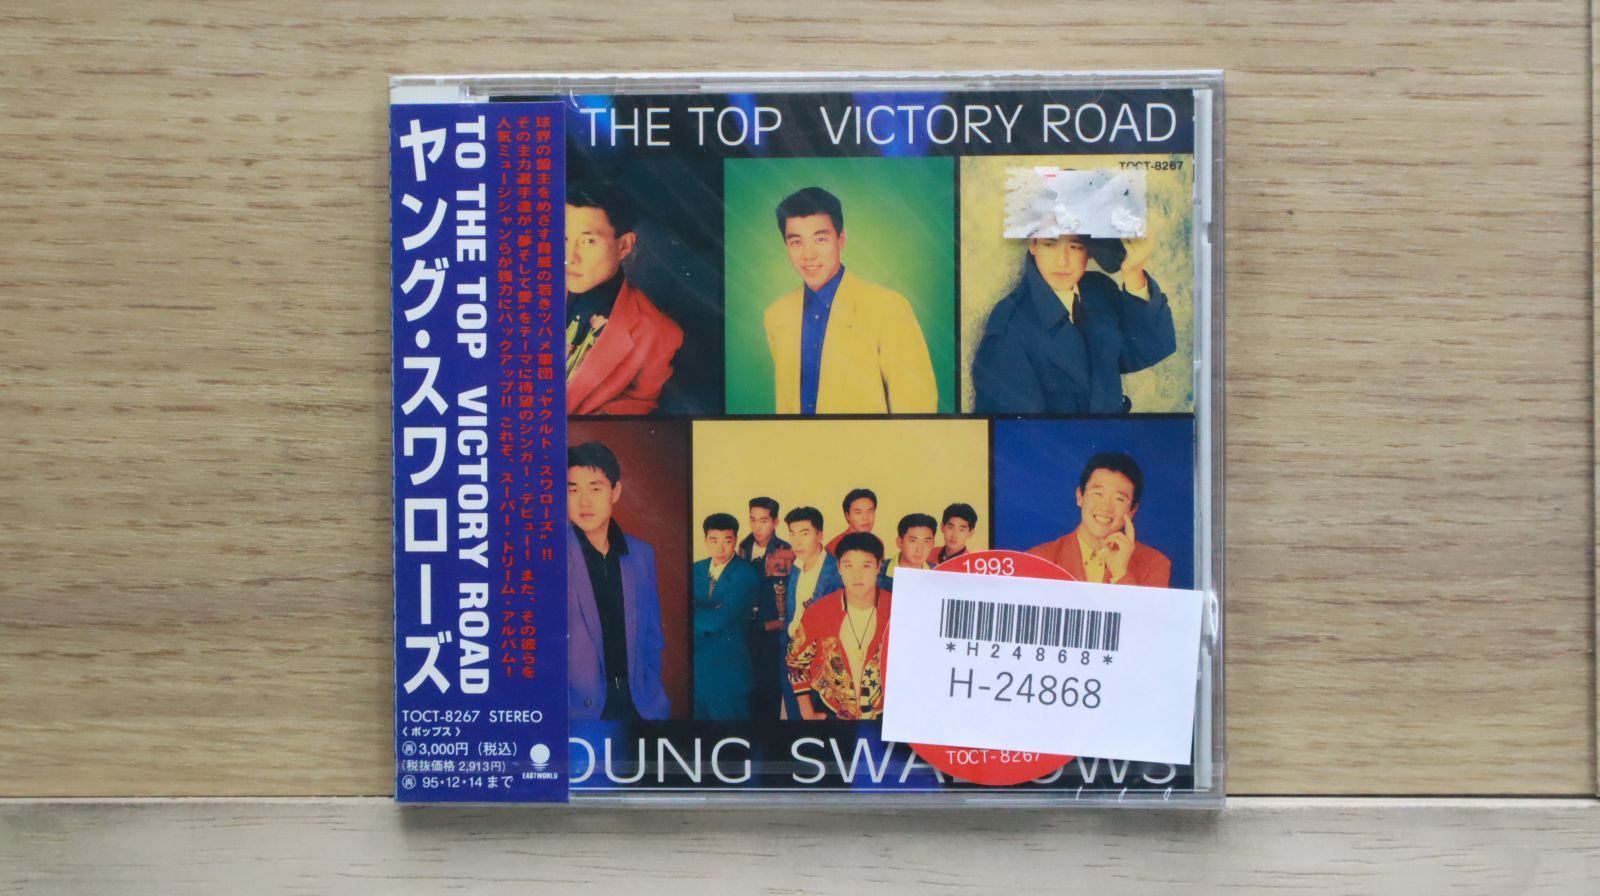 TO THE TOP VICTORY ROAD
ヤング・スワローズ
球界の盟主をめざす脅威の若きツバメ軍団“ヤクルト・スワローズ”!!
その主力選手達が“夢そして愛”をテーマに待望のシンガー・デビュー! また、その彼らを
人気ミュージシャンらが強力にバックアップ!! これぞ、スーパー・ドリーム・アルバム!
TOCT-8267 STEREO
〈ポップス〉
再 3,000円(税込)
(税抜価格 2,913円)
再 95・12・14まで
EASTWORLD
THE TOP VICTORY ROAD
TOCT-8267
1993
*H24868*
H-24868
TOCT-8267
OUNG SWA OWS